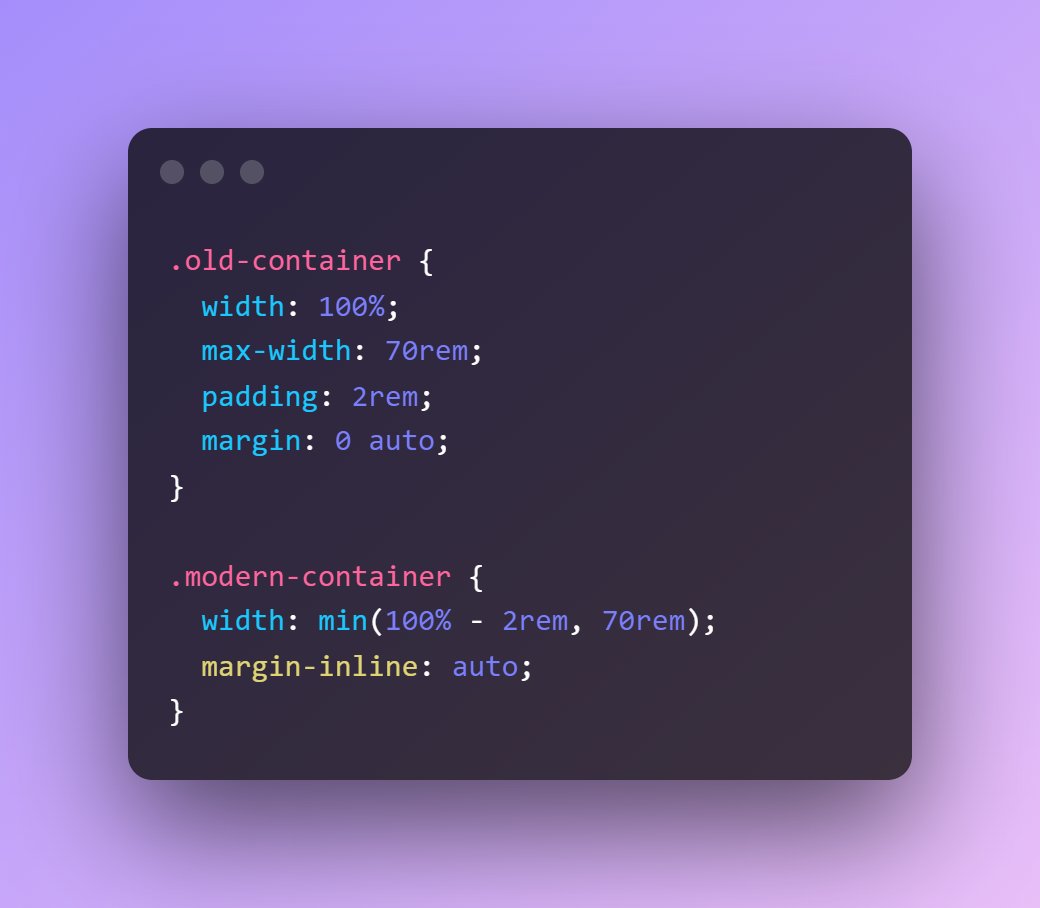 .old-container {
  width: 100%;
  max-width: 70rem;
  padding: 2rem;
  margin: 0 auto;
}

.modern-container {
  width: min(100% - 2rem, 70rem);
  margin-inline: auto;
}